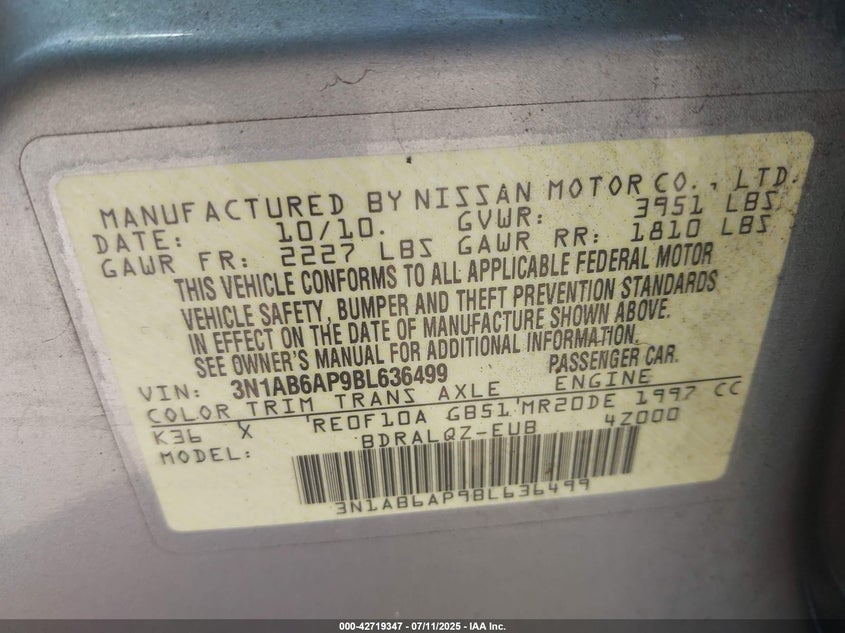 MANUFACTURED BY NISSAN MOTOR CO., LTD.
DATE: 10/10. GVWR: 3951 LBS
GAWR FR: 2227 LBS GAWR RR: 1810 LBS
THIS VEHICLE CONFORMS TO ALL APPLICABLE FEDERAL MOTOR
VEHICLE SAFETY, BUMPER AND THEFT PREVENTION STANDARDS
IN EFFECT ON THE DATE OF MANUFACTURE SHOWN ABOVE.
SEE OWNER'S MANUAL FOR ADDITIONAL INFORMATION.
VIN: 3N1AB6AP9BL636499 PASSENGER CAR.
COLOR TRIM TRANS AXLE ENGINE
K36 X RE0F10A GB51 MR20DE 1997 CC
MODEL: BDRALQZ-EUB 4Z000
3N1AB6AP9BL636499
000-42719347 - 07/11/2025 - IAA Inc.